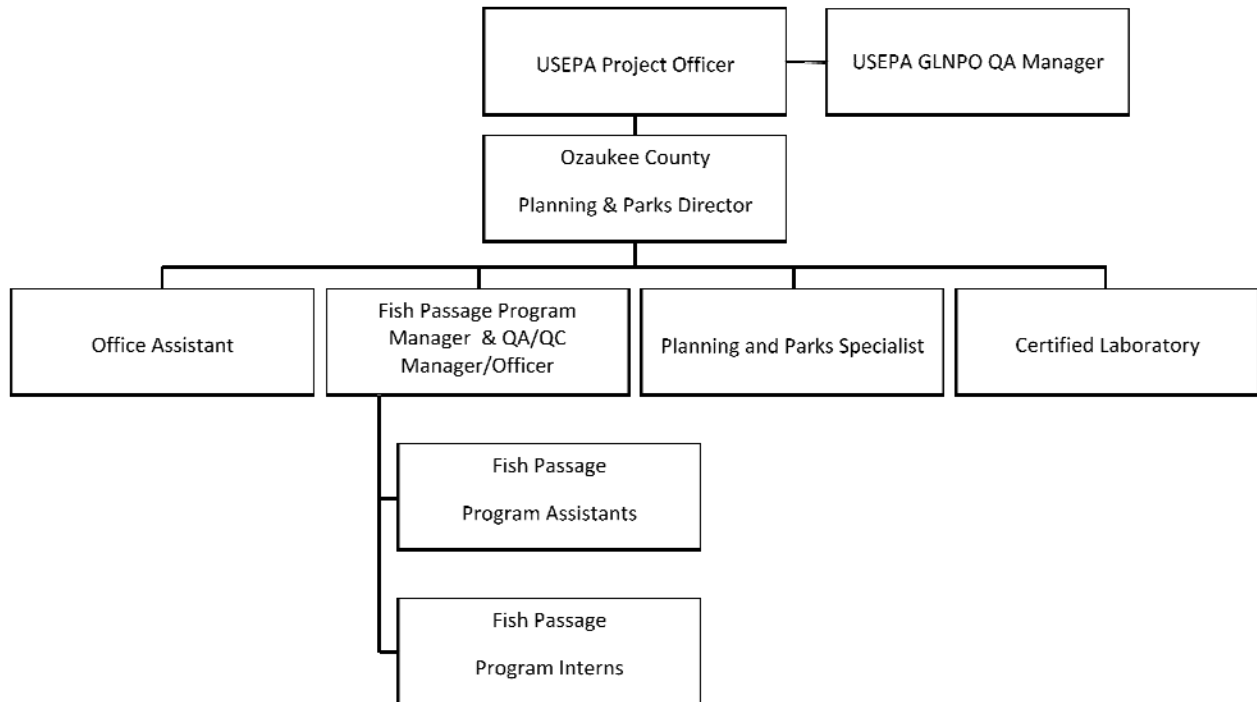 USEPA Project Officer
USEPA GLNPO QA Manager
Ozaukee County
Planning & Parks Director
Office Assistant
Fish Passage Program
Manager & QA/QC
Manager/Officer
Planning and Parks Specialist
Certified Laboratory
Fish Passage
Program Assistants
Fish Passage
Program Interns